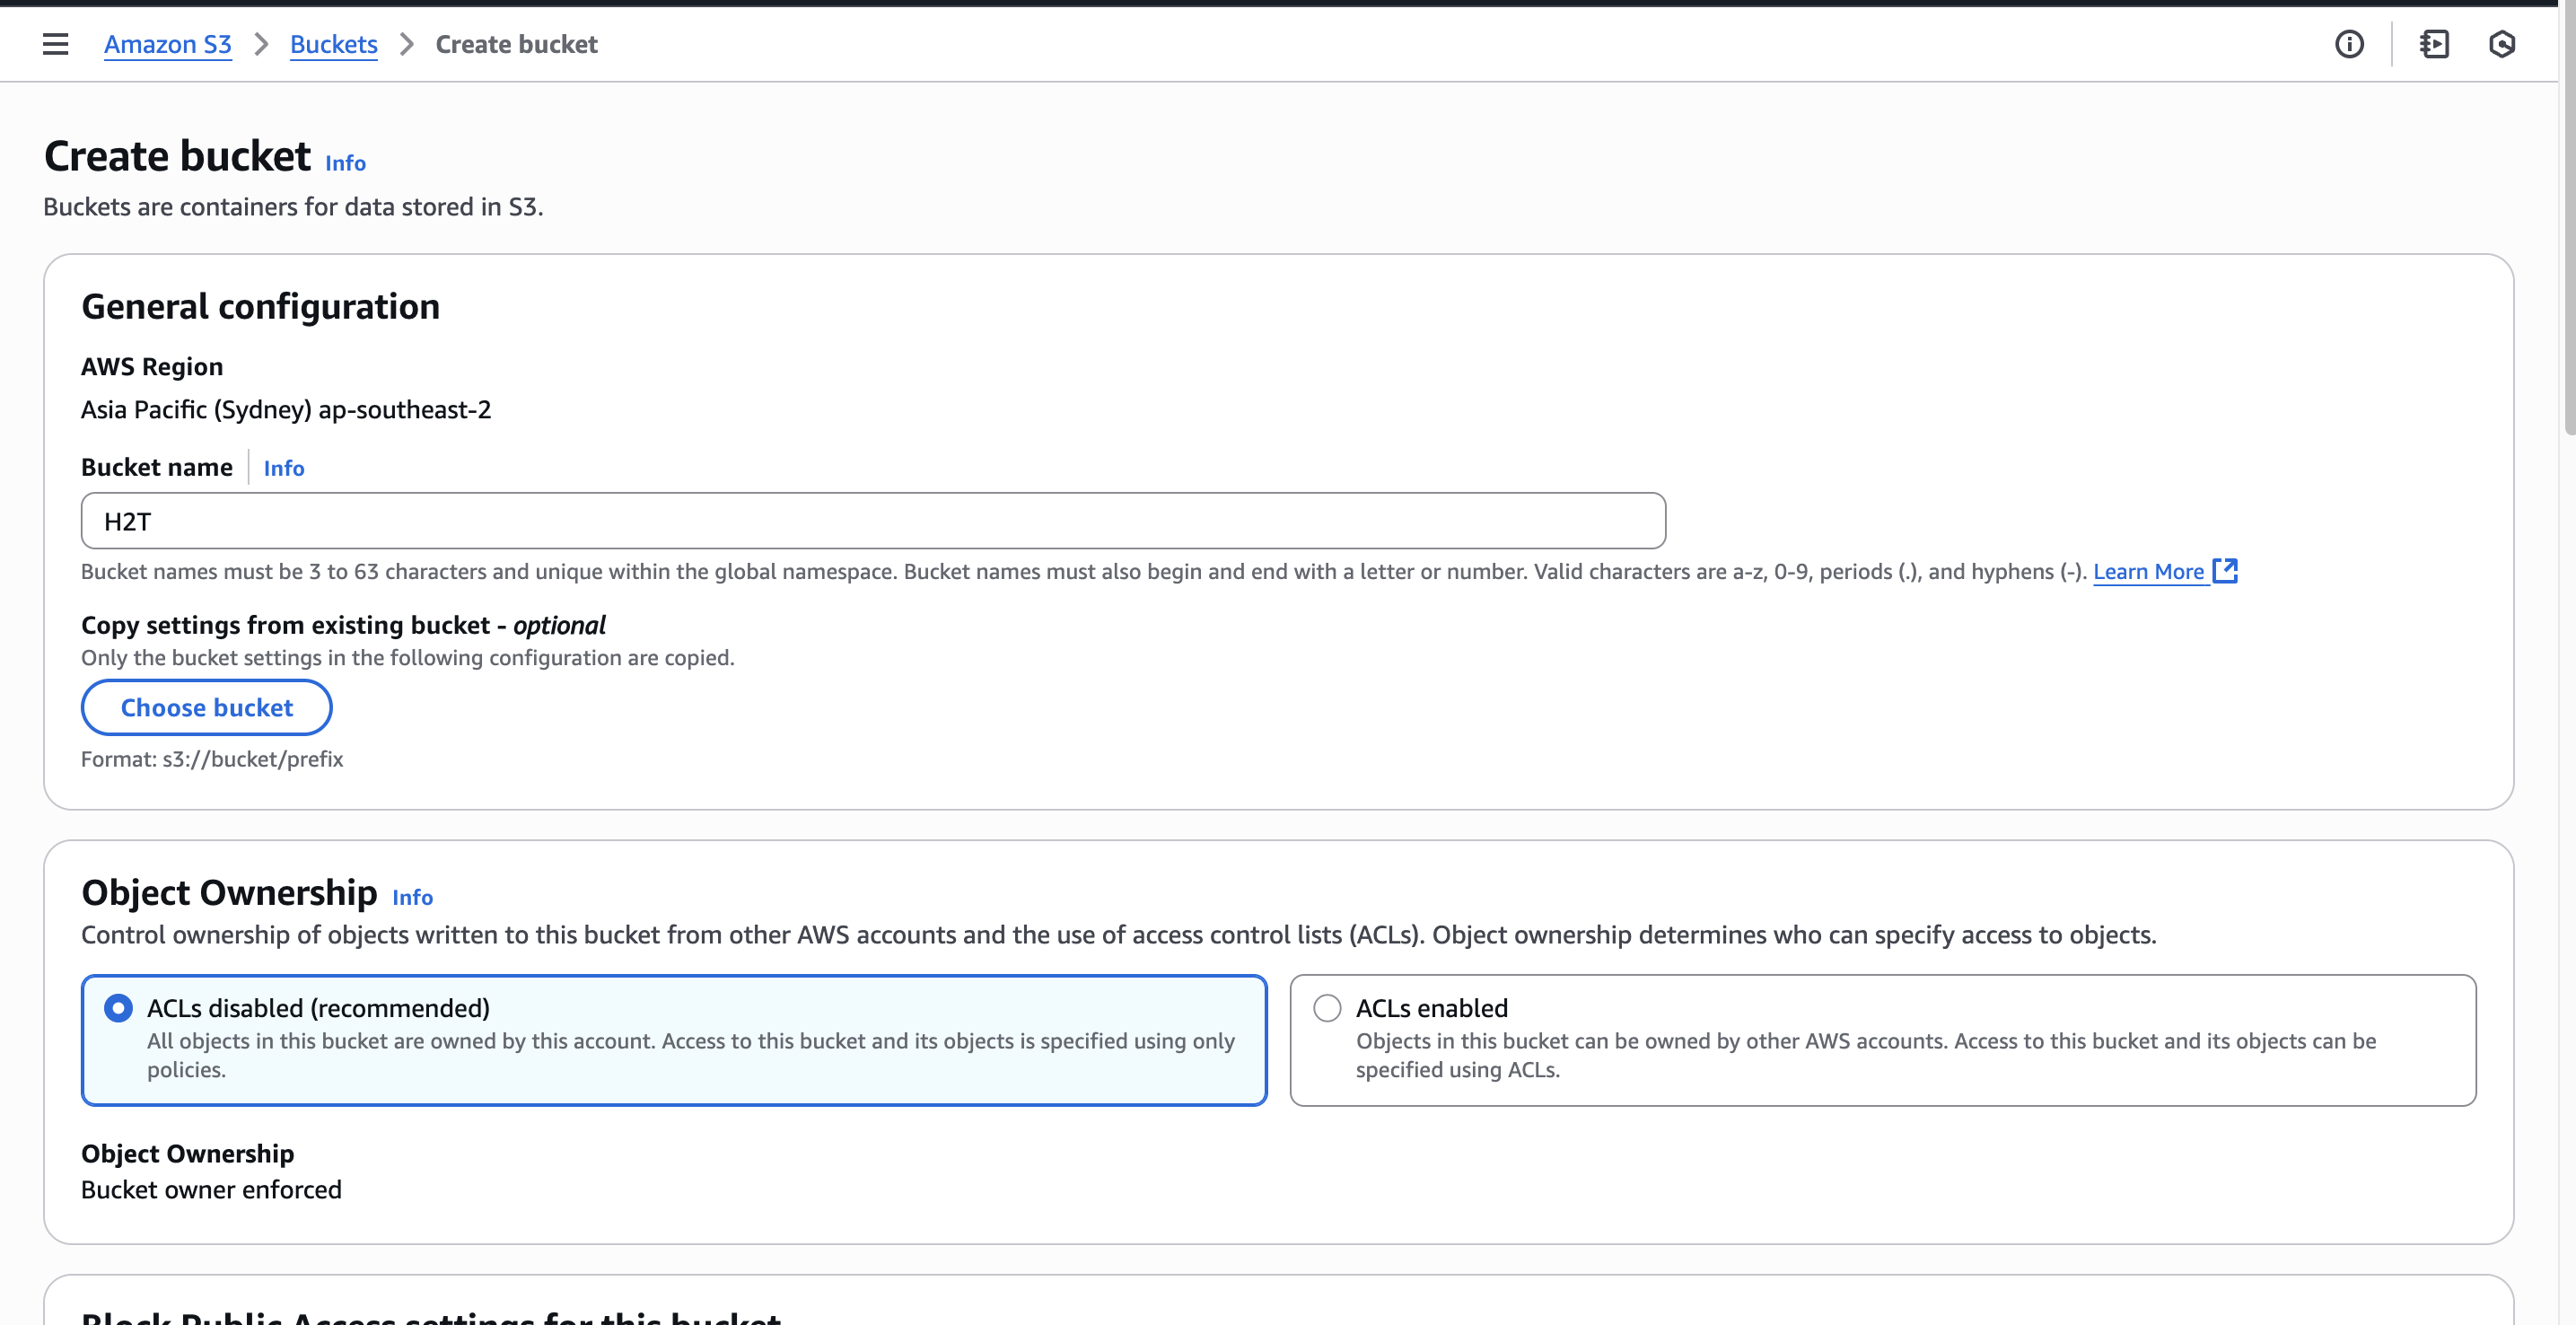 Amazon S3 > Buckets > Create bucket
Create bucket Info
Buckets are containers for data stored in S3.
General configuration
AWS Region
Asia Pacific (Sydney) ap-southeast-2
Bucket name Info
H2T
Bucket names must be 3 to 63 characters and unique within the global namespace. Bucket names must also begin and end with a letter or number. Valid characters are a-z, 0-9, periods (.), and hyphens (-). Learn More
Copy settings from existing bucket - optional
Only the bucket settings in the following configuration are copied.
Choose bucket
Format: s3://bucket/prefix
Object Ownership Info
Control ownership of objects written to this bucket from other AWS accounts and the use of access control lists (ACLs). Object ownership determines who can specify access to objects.
ACLs disabled (recommended)
All objects in this bucket are owned by this account. Access to this bucket and its objects is specified using only
policies.
ACLs enabled
Objects in this bucket can be owned by other AWS accounts. Access to this bucket and its objects can be
specified using ACLs.
Object Ownership
Bucket owner enforced
Block Public Access settings for this bucket